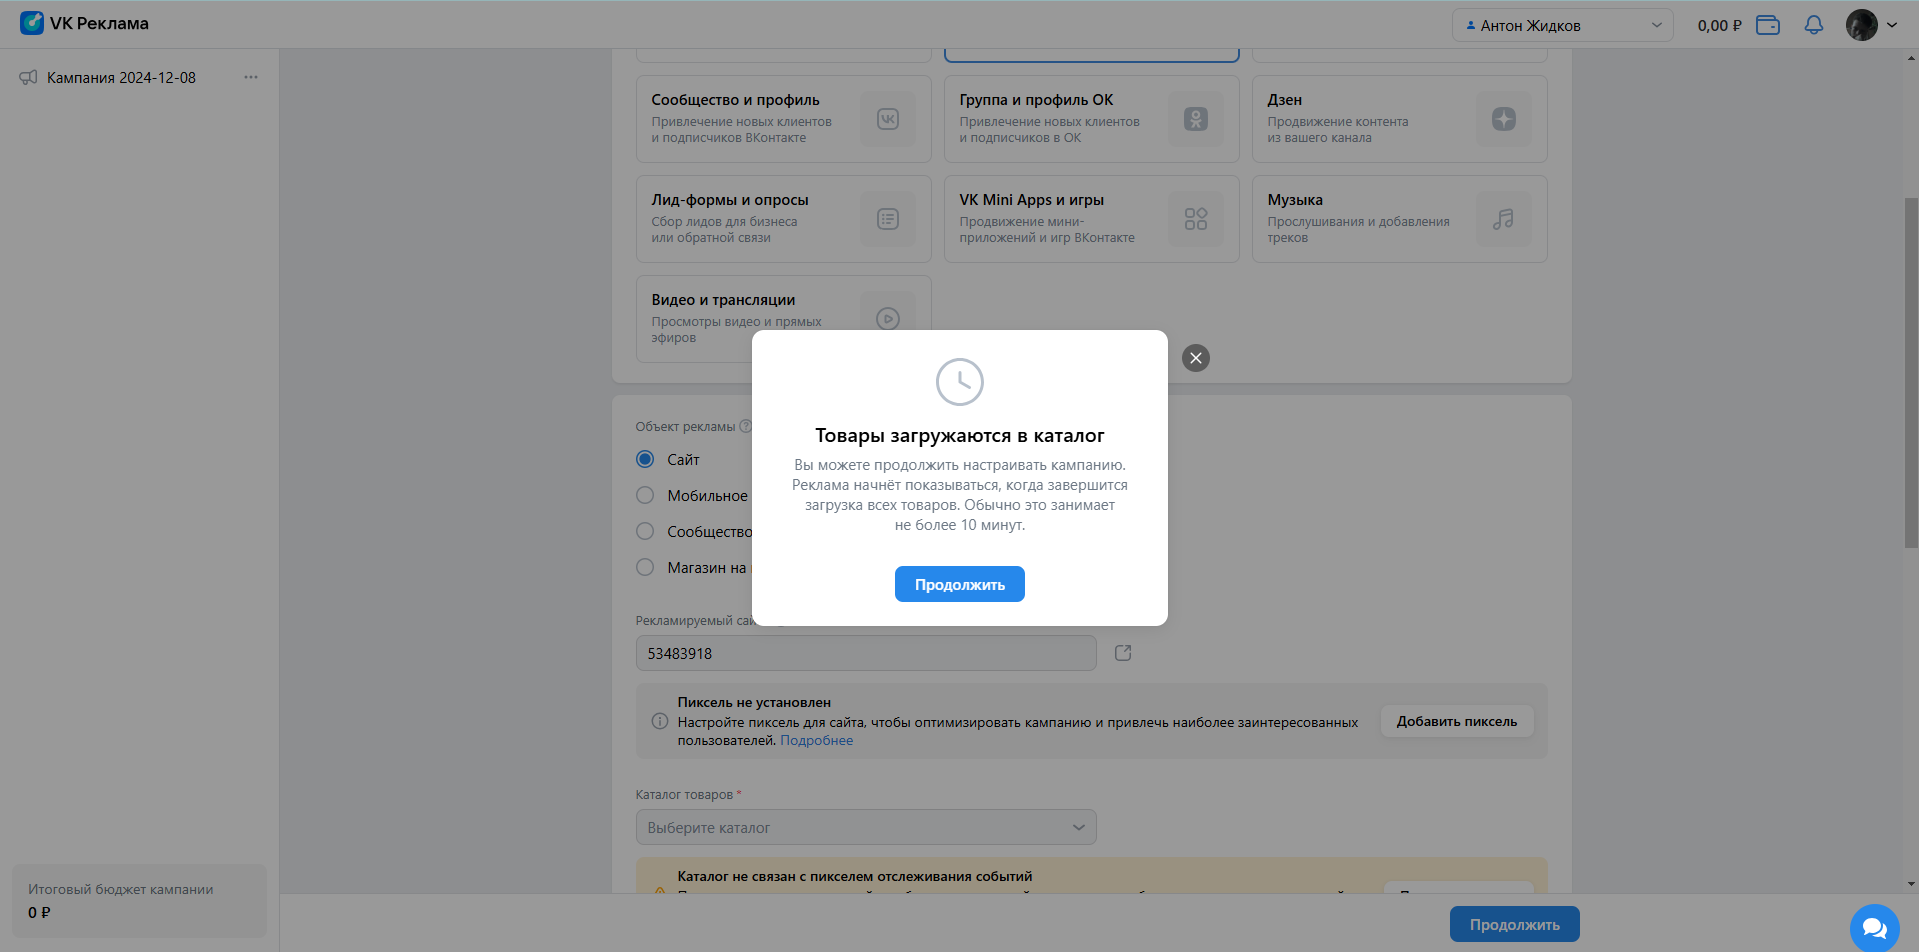 VK Реклама
Антон Жидков
0,00 ₽
Кампания 2024-12-08
Сообщество и профиль
Привлечение новых клиентов
и подписчиков ВКонтакте
Группа и профиль ОК
Привлечение новых клиентов
и подписчиков в ОК
Дзен
Продвижение контента
из вашего канала
Лид-формы и опросы
Сбор лидов для бизнеса
или обратной связи
VK Mini Apps и игры
Продвижение мини-
приложений и игр ВКонтакте
Музыка
Прослушивания и добавления
треков
Видео и трансляции
Просмотры видео и прямых
эфиров
Товары загружаются в каталог
Вы можете продолжить настраивать кампанию.
Реклама начнёт показываться, когда завершится
загрузка всех товаров. Обычно это занимает
не более 10 минут.
Продолжить
Объект рекламы
Сайт
Мобильное
Сообщество
Магазин на
Рекламируемый
53483918
Пиксель не установлен
Настройте пиксель для сайта, чтобы оптимизировать кампанию и привлечь наиболее заинтересованных
пользователей. Подробнее
Добавить пиксель
Каталог товаров *
Выберите каталог
Каталог не связан с пикселем отслеживания событий
Итоговый бюджет кампании
0 ₽
Продолжить